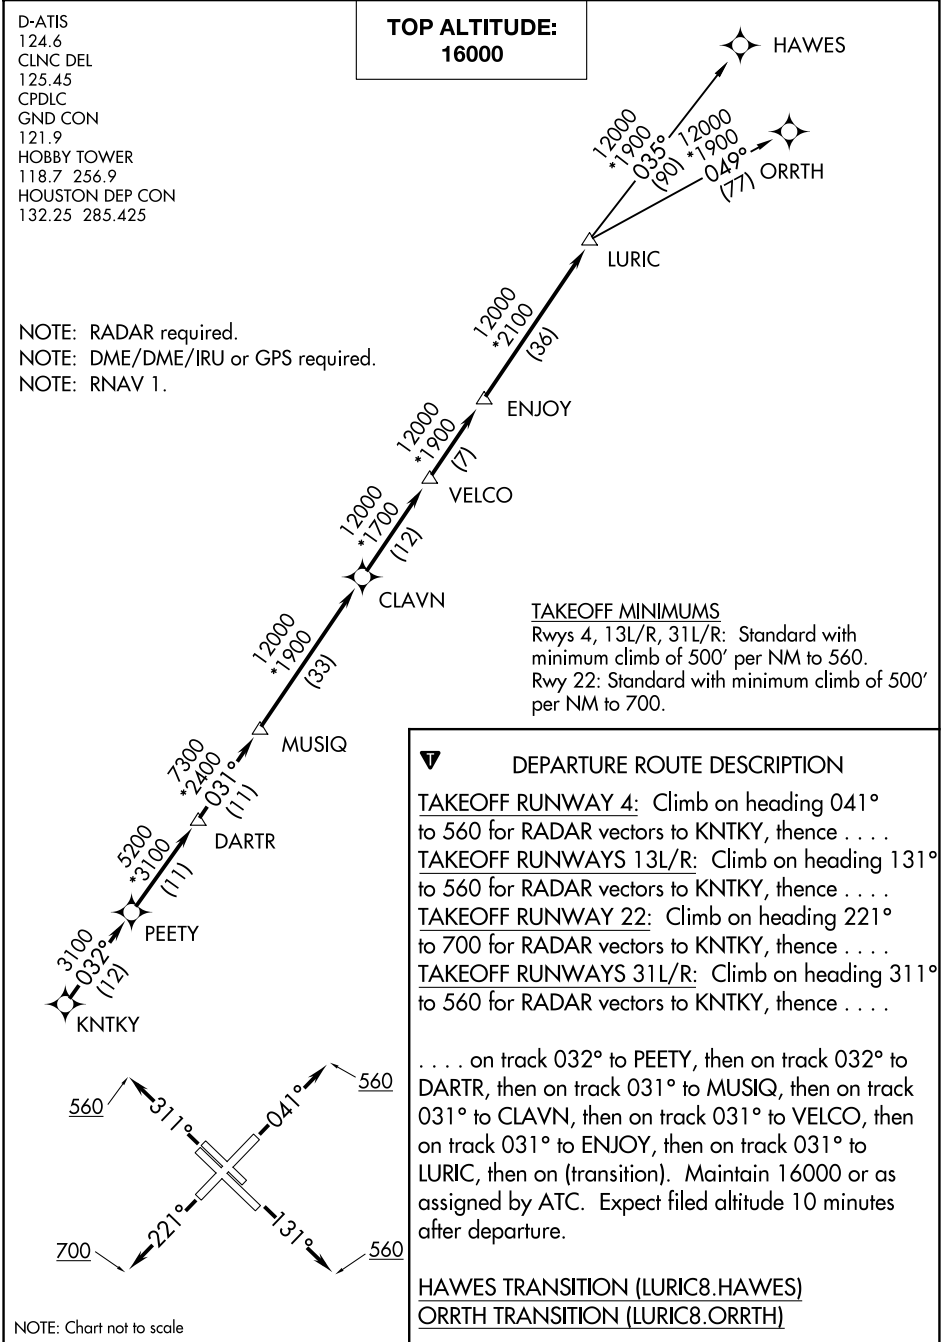 D-ATIS
124.6
CLNC DEL
125.45
CPDLC
GND CON
121.9
HOBBY TOWER
118.7 256.9
HOUSTON DEP CON
132.25 285.425
TOP ALTITUDE:
16000
HAWES
12000
*1900
035°
(90)
12000
*1900
049°
(77)
ORRTH
LURIC
NOTE: RADAR required.
NOTE: DME/DME/IRU or GPS required.
NOTE: RNAV 1.
12000
*2100
(36)
ENJOY
12000
*1900
(7)
VELCO
12000
*1700
(12)
CLAVN
12000
*1900
(33)
MUSIQ
7300
*2400
031°
(11)
DARTR
5200
*3100
(11)
PEETY
3100
032°
(12)
KNTKY
TAKEOFF MINIMUMS
Rwys 4, 13L/R, 31L/R: Standard with
minimum climb of 500' per NM to 560.
Rwy 22: Standard with minimum climb of 500'
per NM to 700.
T
DEPARTURE ROUTE DESCRIPTION
TAKEOFF RUNWAY 4: Climb on heading 041°
to 560 for RADAR vectors to KNTKY, thence . . . .
TAKEOFF RUNWAYS 13L/R: Climb on heading 131°
to 560 for RADAR vectors to KNTKY, thence . . . .
TAKEOFF RUNWAY 22: Climb on heading 221°
to 700 for RADAR vectors to KNTKY, thence . . . .
TAKEOFF RUNWAYS 31L/R: Climb on heading 311°
to 560 for RADAR vectors to KNTKY, thence . . . .
. . . . on track 032° to PEETY, then on track 032° to
DARTR, then on track 031° to MUSIQ, then on track
031° to CLAVN, then on track 031° to VELCO, then
on track 031° to ENJOY, then on track 031° to
LURIC, then on (transition). Maintain 16000 or as
assigned by ATC. Expect filed altitude 10 minutes
after departure.
HAWES TRANSITION (LURIC8.HAWES)
ORRTH TRANSITION (LURIC8.ORRTH)
560
311°
041°
560
700
221°
131°
560
NOTE: Chart not to scale